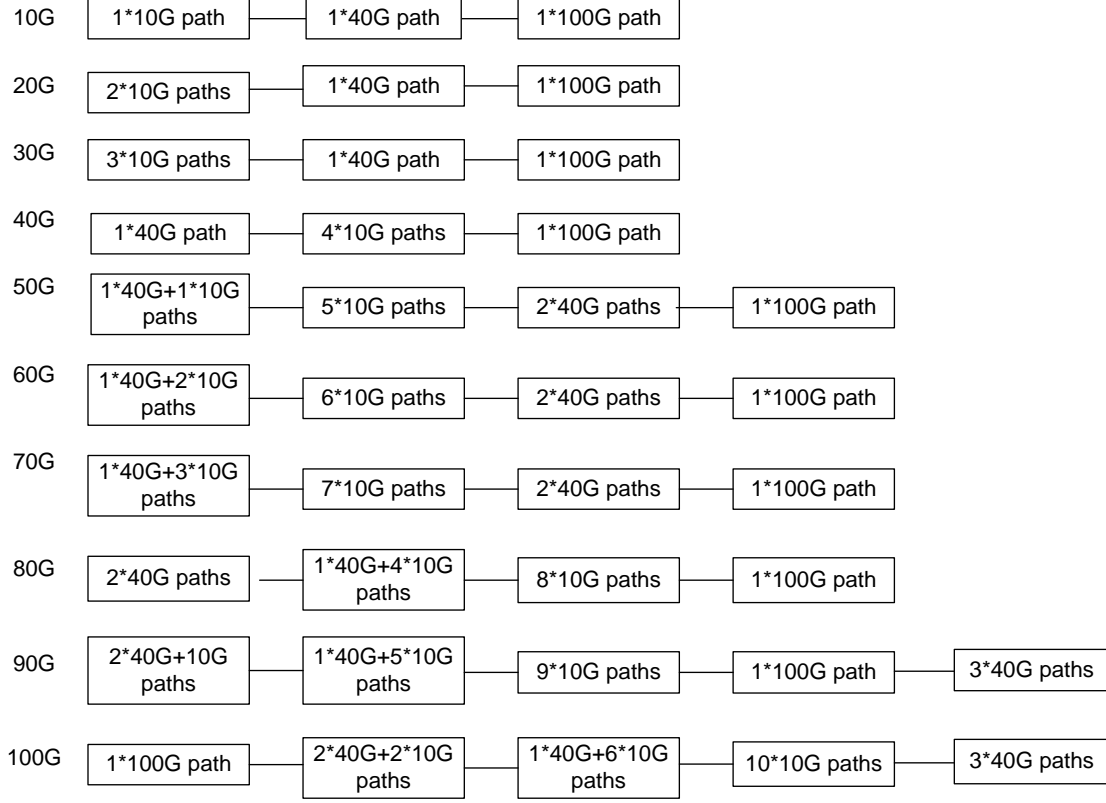 10G 1*10G path 1*40G path 1*100G path
20G 2*10G paths 1*40G path 1*100G path
30G 3*10G paths 1*40G path 1*100G path
40G 1*40G path 4*10G paths 1*100G path
50G 1*40G+1*10G
paths 5*10G paths 2*40G paths 1*100G path
60G 1*40G+2*10G
paths 6*10G paths 2*40G paths 1*100G path
70G 1*40G+3*10G
paths 7*10G paths 2*40G paths 1*100G path
80G 2*40G paths 1*40G+4*10G
paths 8*10G paths 1*100G path
90G 2*40G+10G
paths 1*40G+5*10G
paths 9*10G paths 1*100G path 3*40G paths
100G 1*100G path 2*40G+2*10G
paths 1*40G+6*10G
paths 10*10G paths 3*40G paths